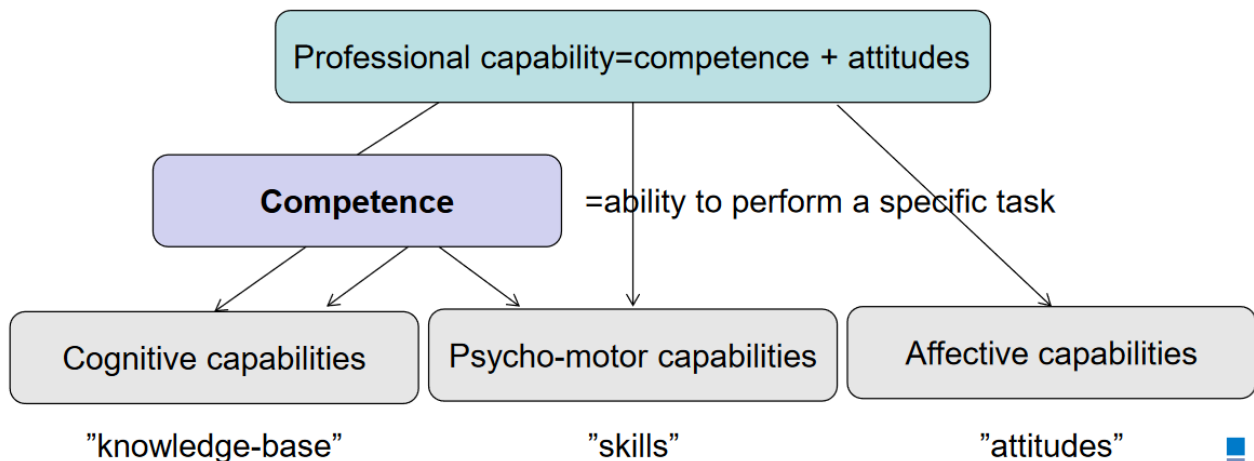 Professional capability=competence + attitudes
Competence
=ability to perform a specific task
Cognitive capabilities
Psycho-motor capabilities
Affective capabilities
”knowledge-base”
”skills”
”attitudes”